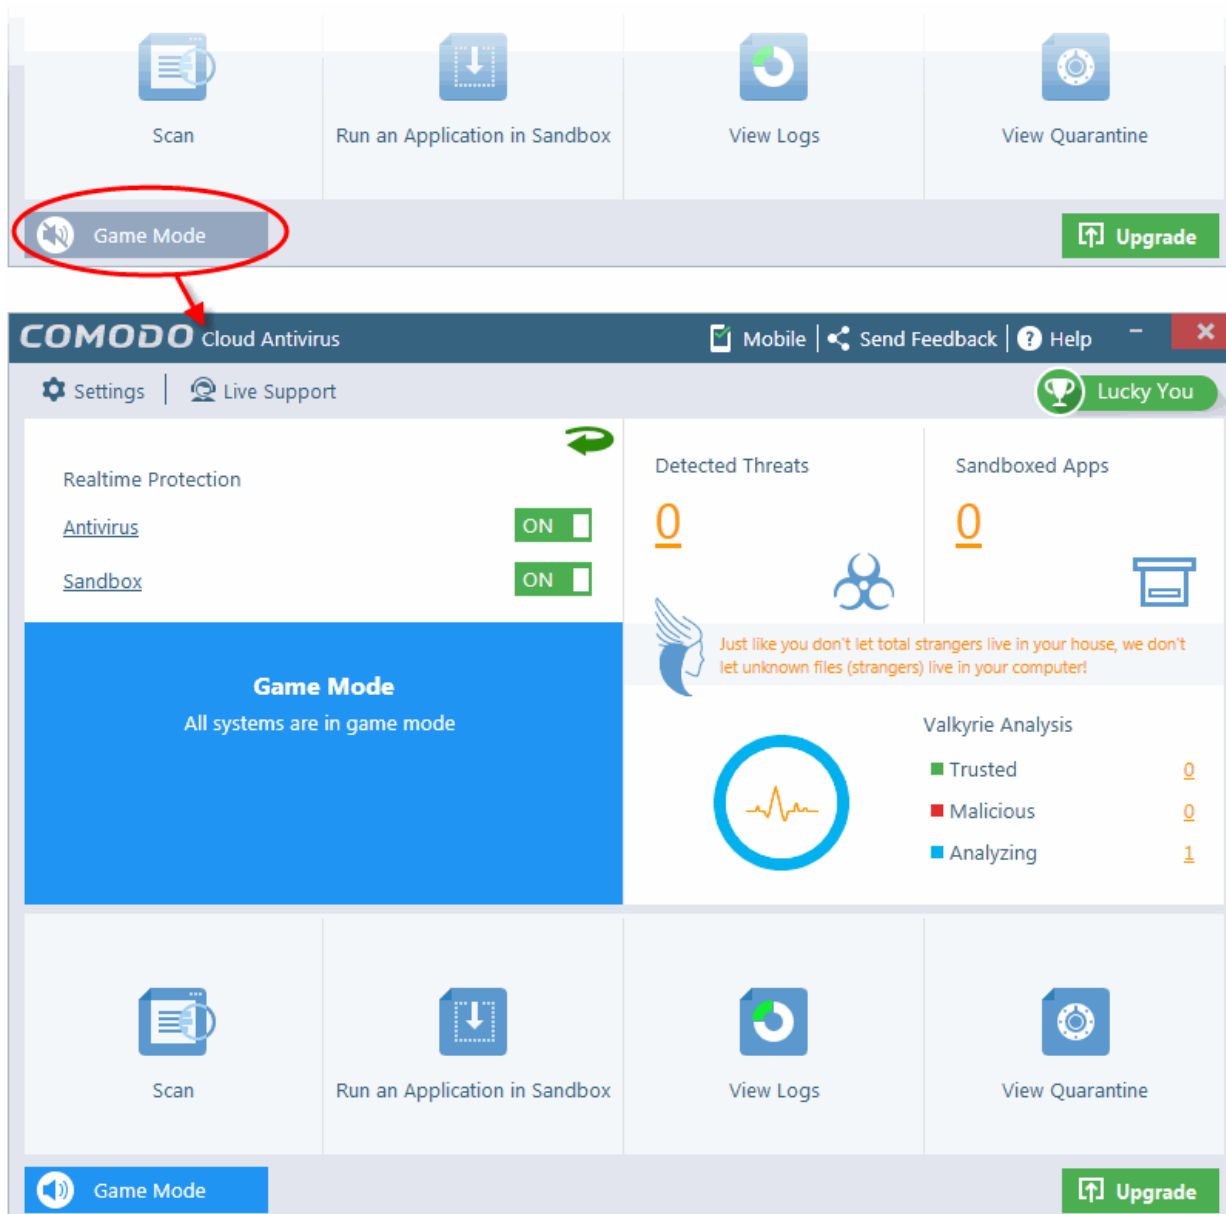 Scan
Run an Application in Sandbox
View Logs
View Quarantine
Game Mode
Upgrade
COMODO Cloud Antivirus
Mobile
Send Feedback
? Help
Settings
Live Support
Lucky You
Realtime Protection
Antivirus
ON
Sandbox
ON
Detected Threats
0
Sandboxed Apps
0
Just like you don't let total strangers live in your house, we don't
let unknown files (strangers) live in your computer!
Game Mode
All systems are in game mode
Valkyrie Analysis
Trusted 0
Malicious 0
Analyzing 1
Scan
Run an Application in Sandbox
View Logs
View Quarantine
Game Mode
Upgrade